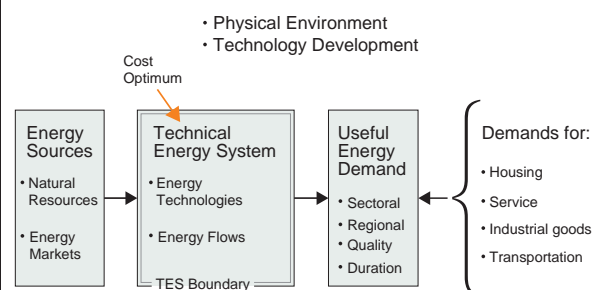 • Physical Environment
• Technology Development
Cost
Optimum
Energy
Sources
• Natural
Resources
• Energy
Markets
Technical
Energy System
• Energy
Technologies
• Energy Flows
TES Boundary
Useful
Energy
Demand
• Sectoral
• Regional
• Quality
• Duration
Demands for:
• Housing
• Service
• Industrial goods
• Transportation